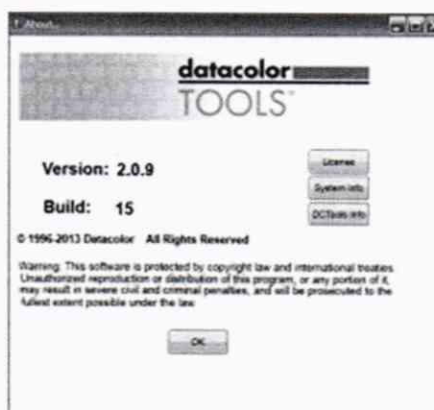 About...
datacolor
TOOLS™
Version: 2.0.9
License
System Info
Build: 15
DCTools Info
© 1996-2013 Datacolor All Rights Reserved
Warning: This software is protected by copyright law and international treaties.
Unauthorized reproduction or distribution of this program, or any portion of it,
may result in severe civil and criminal penalties, and will be prosecuted to the
fullest extent possible under the law.
OK